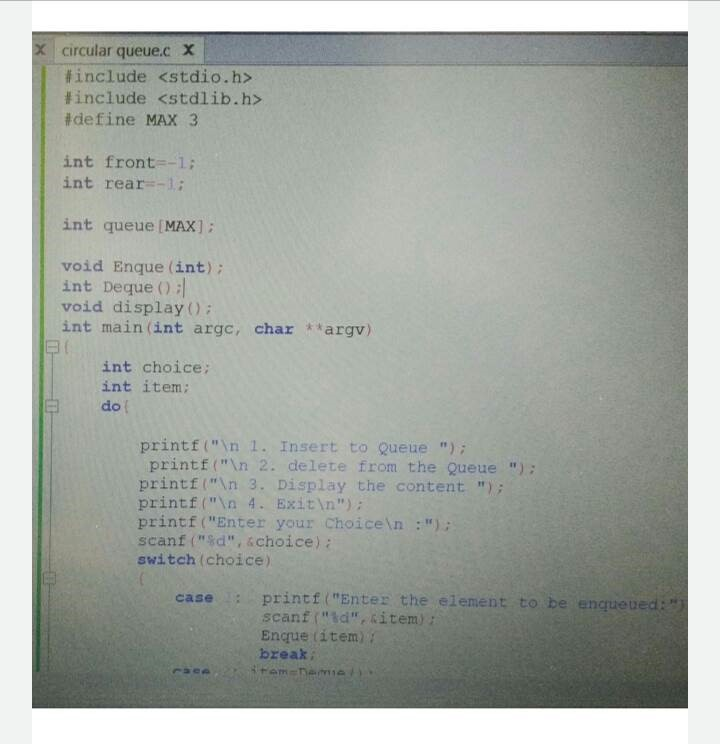 circular queue.c X
#include <stdio.h>
#include <stdlib.h>
#define MAX 3
int front=-1;
int rear=-1;
int queue[MAX];
void Enque(int);
int Deque();
void display();
int main(int argc, char **argv)
{
int choice;
int item;
do{
printf("\n 1. Insert to Queue ");
printf("\n 2. delete from the Queue ");
printf("\n 3. Display the content ");
printf("\n 4. Exit\n");
printf("Enter your Choice\n :");
scanf("%d",&choice);
switch(choice)
{
case : printf("Enter the element to be enqueued:")
scanf("%d",&item);
Enque(item);
break;
case : item=Deque();